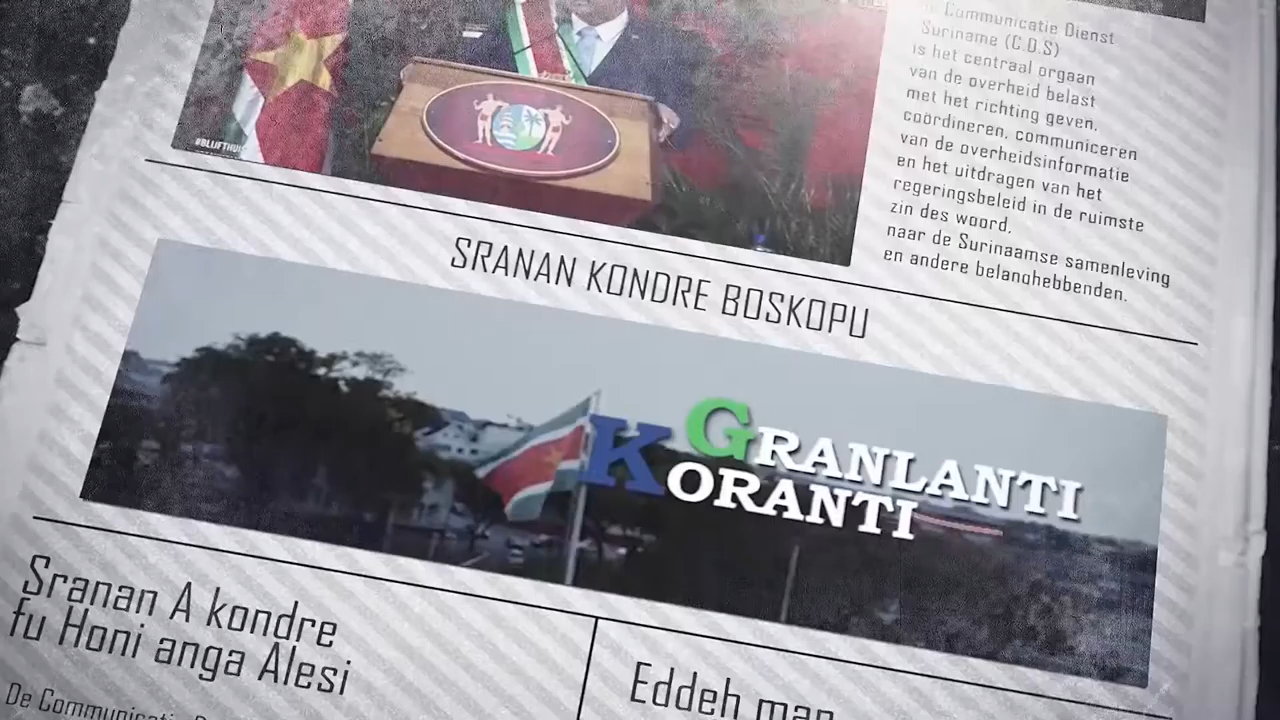 Communicatie Dienst
Suriname (C.D.S)
is het centraal orgaan
van de overheid belast
met het richting geven,
coördineren, communiceren
van de overheidsinformatie
en het uitdragen van het
regeringsbeleid in de ruimste
zin des woord,
naar de Surinaamse samenleving
en andere belanghebbenden.
SRANAN KONDRE BOSKOPU
GRANLANTI
KORANTI
Sranan A kondre
fu Honi anga Alesi
De
Eddeh man